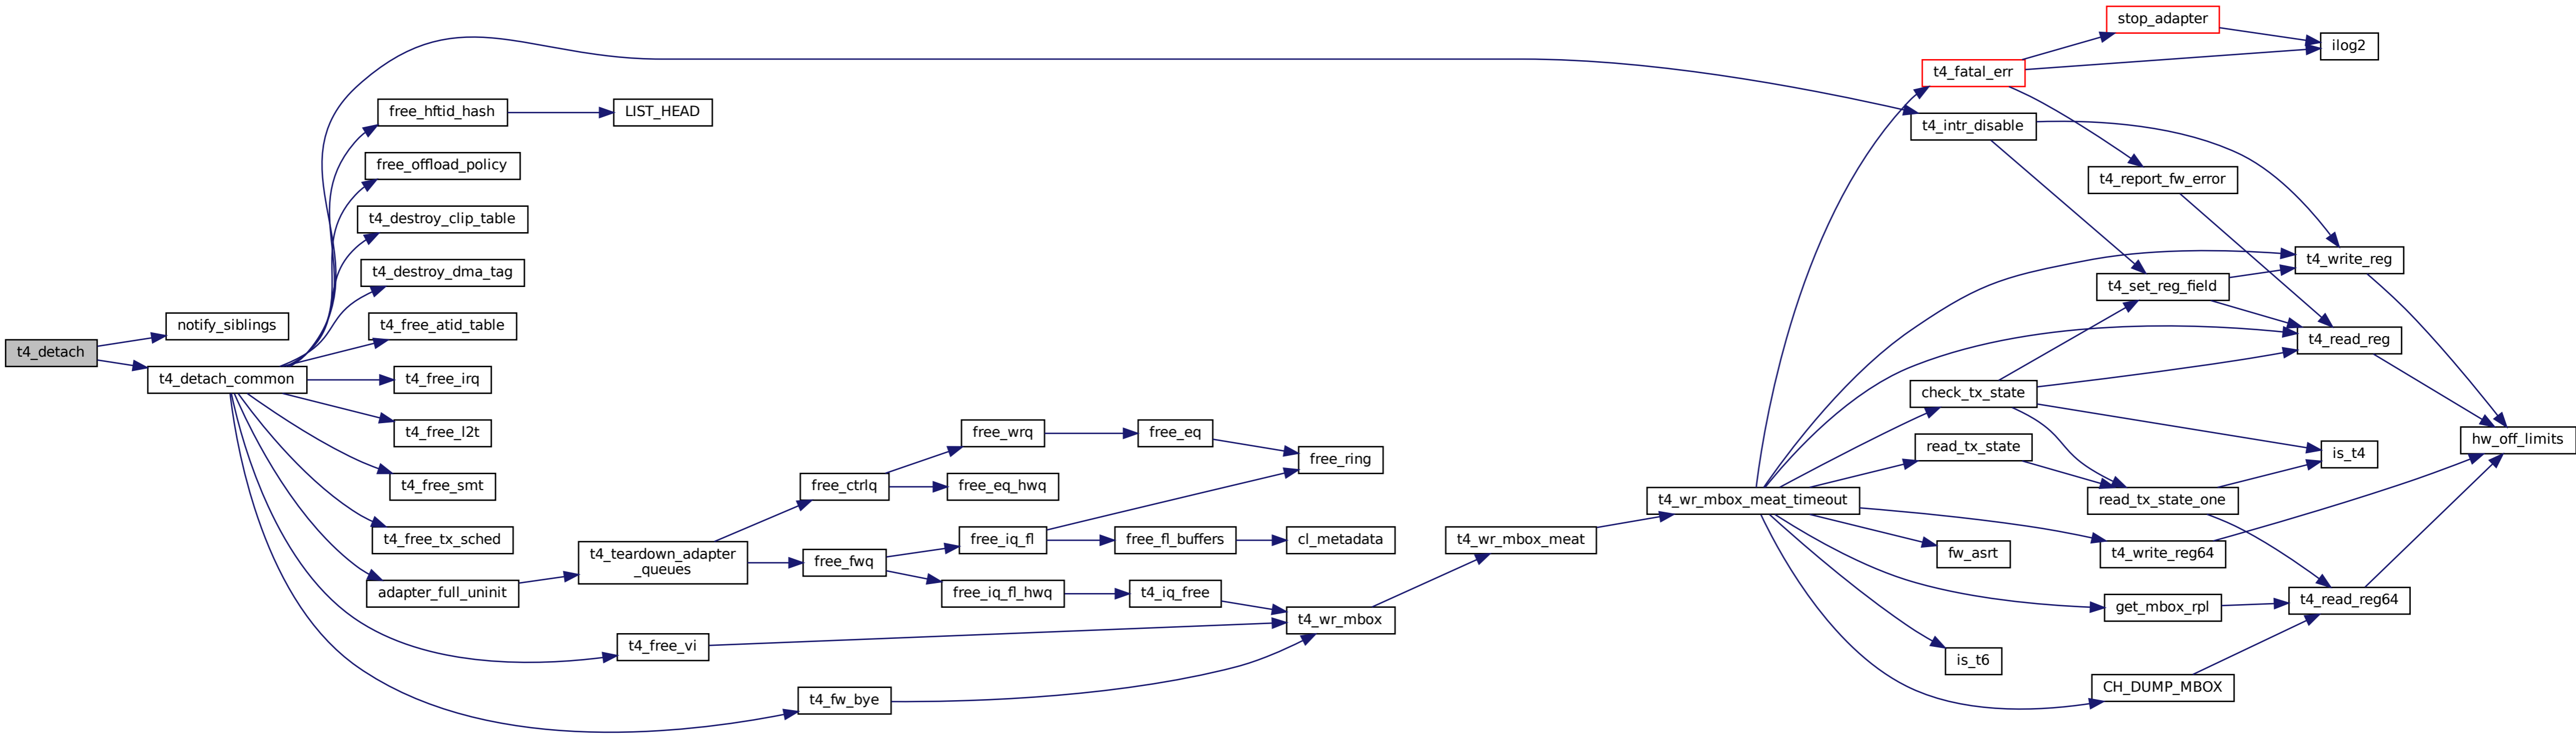 t4_detach
notify_siblings
t4_detach_common
free_hftid_hash
LIST_HEAD
free_offload_policy
t4_destroy_clip_table
t4_destroy_dma_tag
t4_free_atid_table
t4_free_irq
t4_free_l2t
t4_free_smt
t4_free_tx_sched
adapter_full_uninit
t4_teardown_adapter
_queues
free_ctrlq
free_wrq
free_eq
free_ring
free_eq_hwq
free_fwq
free_iq_fl
free_fl_buffers
cl_metadata
free_iq_fl_hwq
t4_iq_free
t4_wr_mbox
t4_free_vi
t4_fw_bye
t4_wr_mbox_meat
t4_wr_mbox_meat_timeout
stop_adapter
ilog2
t4_fatal_err
t4_intr_disable
t4_report_fw_error
t4_write_reg
t4_set_reg_field
t4_read_reg
check_tx_state
hw_off_limits
read_tx_state
is_t4
read_tx_state_one
fw_asrt
t4_write_reg64
get_mbox_rpl
t4_read_reg64
is_t6
CH_DUMP_MBOX